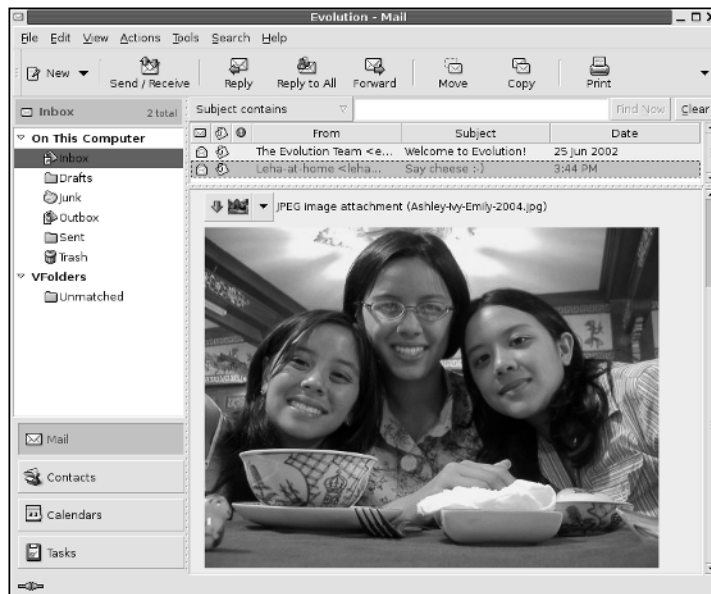 Evolution - Mail
File Edit View Actions Tools Search Help
New Send / Receive Reply Reply to All Forward Move Copy Print
Inbox 2 total
Subject contains Find Now Clear
On This Computer
Inbox
Drafts
Junk
Outbox
Sent
Trash
VFolders
Unmatched
From Subject Date
The Evolution Team <e... Welcome to Evolution! 25 Jun 2002
Leha-at-home <leha... Say cheese :-) 3:44 PM
JPEG image attachment (Ashley-Ivy-Emily-2004.jpg)
Mail
Contacts
Calendars
Tasks